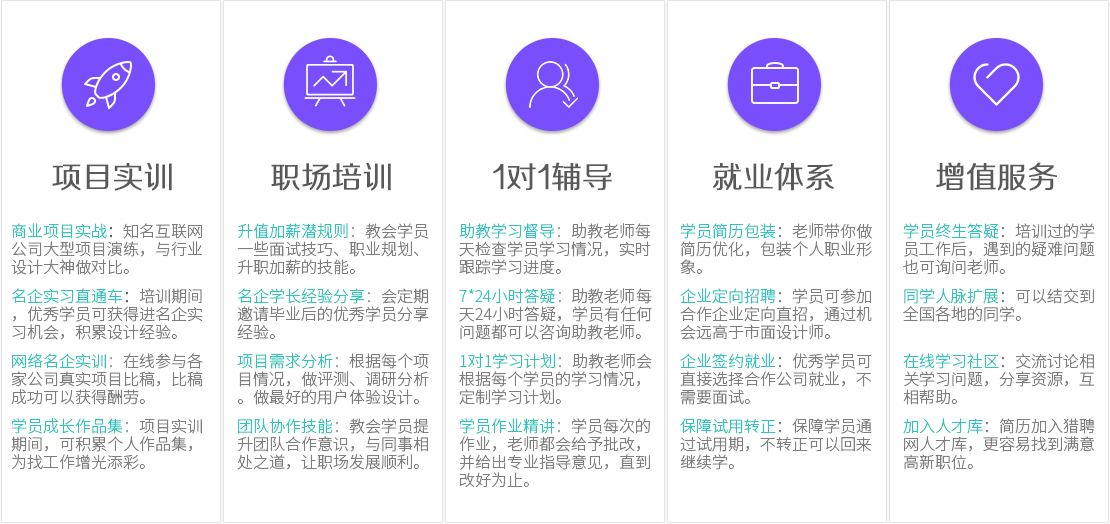 项目实训
商业项目实战：知名互联网
公司大型项目演练，与行业
设计大神做对比。
名企实习直通车：培训期间
，优秀学员可获得进名企实
习机会，积累设计经验。
网络名企实训：在线参与各
家公司真实项目比稿，比稿
成功可以获得酬劳。
学员成长作品集：项目实训
期间，可积累个人作品集，
为找工作增光添彩。
职场培训
升值加薪潜规则：教会学员
一些面试技巧、职业规划、
升职加薪的技能。
名企学长经验分享：会定期
邀请毕业后的优秀学员分享
经验。
项目需求分析：根据每个项
目情况，做评测、调研分析
。做最好的用户体验设计。
团队协作技能：教会学员提
升团队合作意识，与同事相
处之道，让职场发展顺利。
1对1辅导
助教学习督导：助教老师每
天检查学员学习情况，实时
跟踪学习进度。
7*24小时答疑：助教老师每
天24小时答疑，学员有任何
问题都可以咨询助教老师。
1对1学习计划：助教老师会
根据每个学员的学习情况，
定制学习计划。
学员作业精讲：学员每次的
作业，老师都会给予批改，
并给出专业指导意见，直到
改好为止。
就业体系
学员简历包装：老师带你做
简历优化，包装个人职业形
象。
企业定向招聘：学员可参加
合作企业定向直招，通过机
会远高于市面设计师。
企业签约就业：优秀学员可
直接选择合作公司就业，不
需要面试。
保障试用转正：保障学员通
过试用期，不转正可以回来
继续学。
增值服务
学员终生答疑：培训过的学
员工作后，遇到的疑难问题
也可询问老师。
同学人脉扩展：可以结交到
全国各地的同学。
在线学习社区：交流讨论相
关学习问题，分享资源，互
相帮助。
加入人才库：简历加入猎聘
网人才库，更容易找到满意
高新职位。